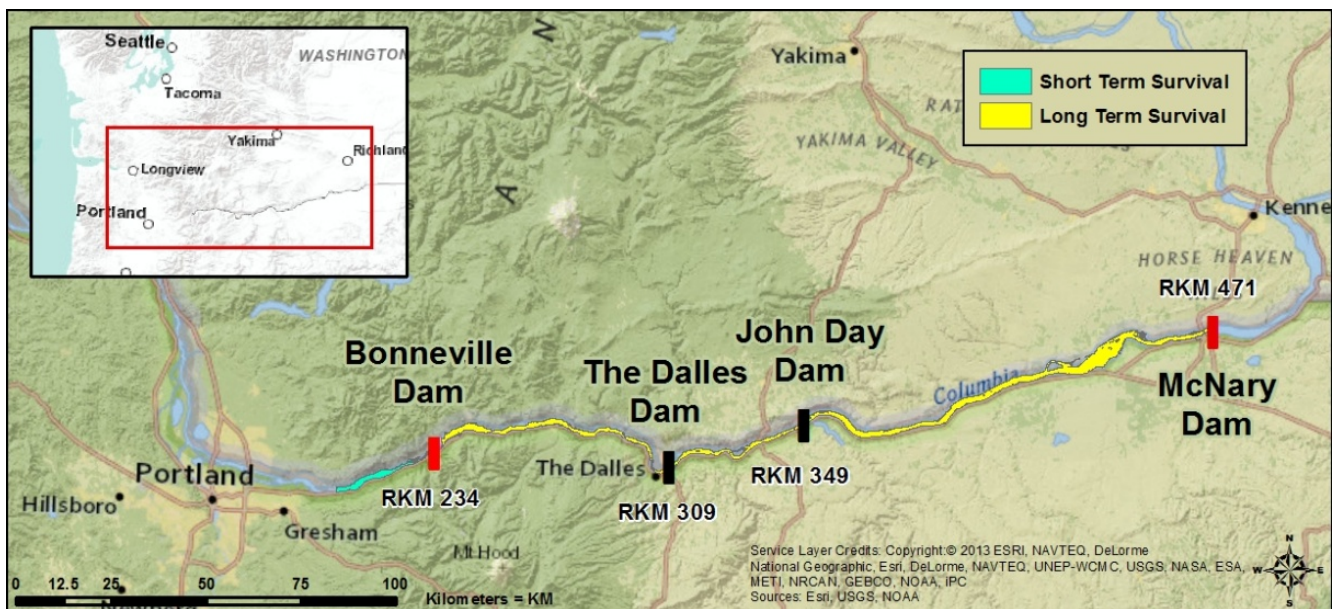 Seattle
WASHINGTON
Tacoma
Yakima
Richland
Longview
Portland
N
A
Yakima
YAKIMA VALLEY
Short Term Survival
Long Term Survival
Kenne
HORSE HEAVEN
RKM 471
McNary
Dam
John Day
Dam
Columbia
The Dalles
Dam
Bonneville
Dam
The Dalles
RKM 349
RKM 309
RKM 234
Portland
Hillsboro
Gresham
Mt Hood
0 12.5 25 50 75 100
Kilometers = KM
Service Layer Credits: Copyright:© 2013 ESRI, NAVTEQ, DeLorme
National Geographic, Esri, DeLorme, NAVTEQ, UNEP-WCMC, USGS, NASA, ESA,
METI, NRCAN, GEBCO, NOAA, iPC
Sources: Esri, USGS, NOAA
N
W E
S